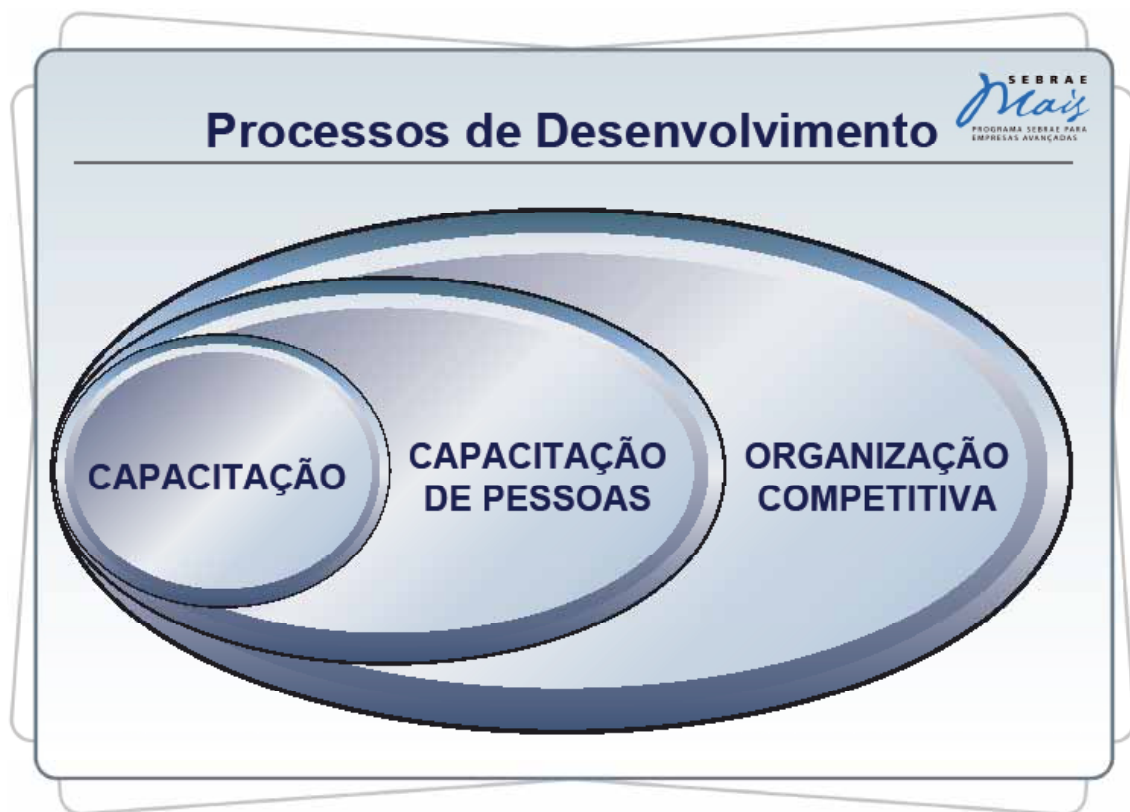 SEBRAE
Mais
PROGRAMA SEBRAE PARA
EMPRESAS AVANÇADAS
Processos de Desenvolvimento
CAPACITAÇÃO
CAPACITAÇÃO
DE PESSOAS
ORGANIZAÇÃO
COMPETITIVA